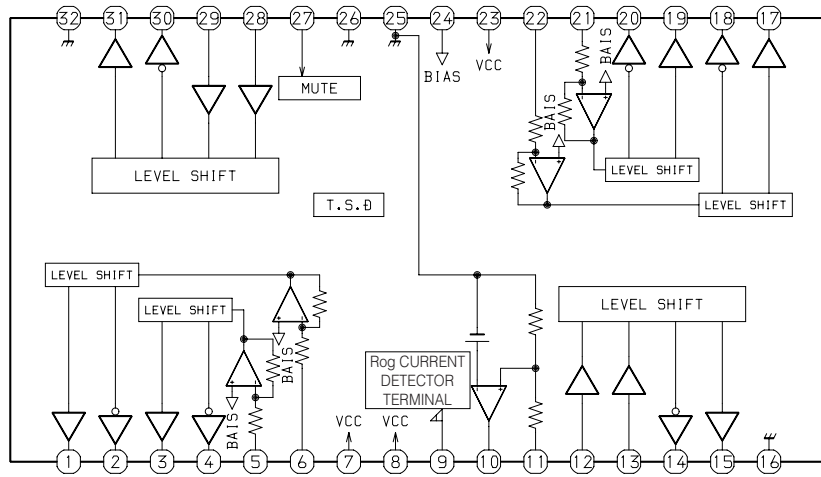 32 31 30 29 28 27 26 25 24 23 22 21 20 19 18 17
BIAS
VCC
BAIS
BAIS
MUTE
LEVEL SHIFT
LEVEL SHIFT
T.S.D
LEVEL SHIFT
LEVEL SHIFT
LEVEL SHIFT
LEVEL SHIFT
BAIS
BAIS
Rog CURRENT
DETECTOR
TERMINAL
VCC
VCC
1 2 3 4 5 6 7 8 9 10 11 12 13 14 15 16